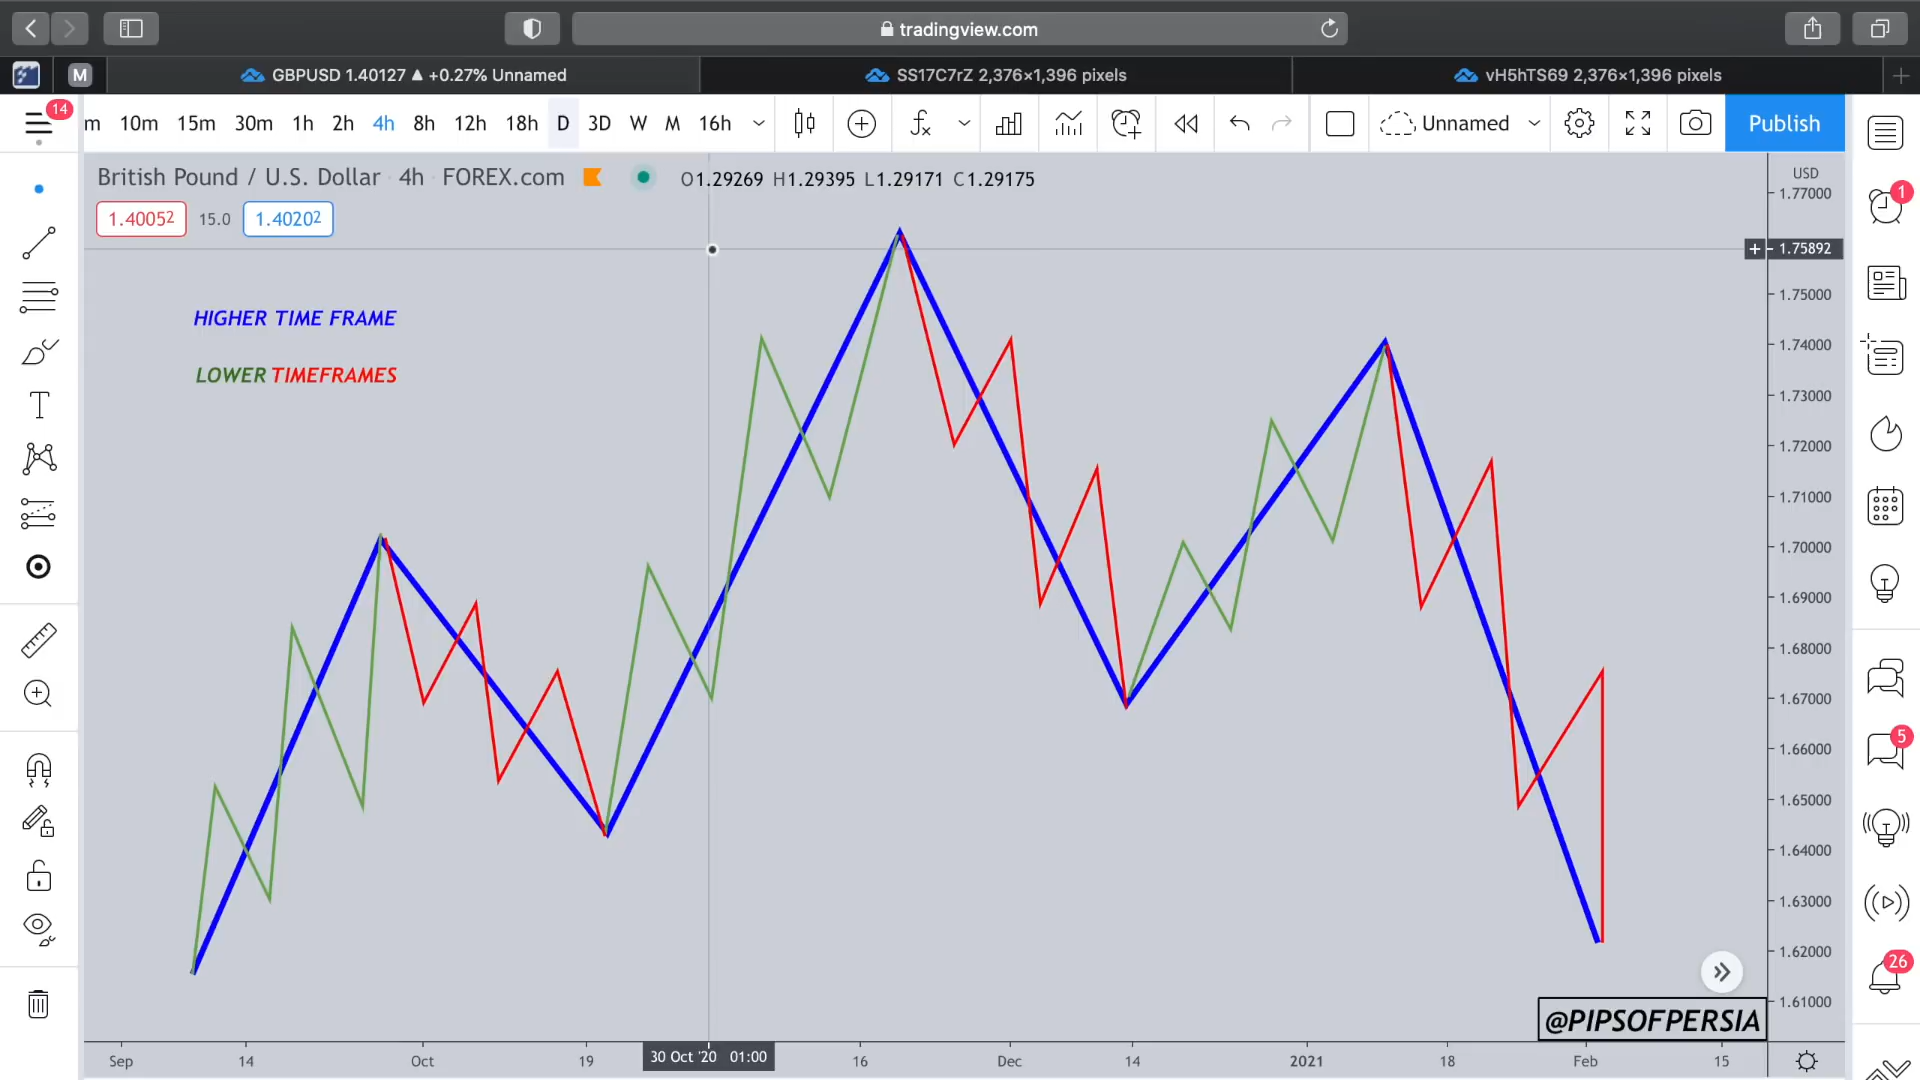 tradingview.com
M
GBPUSD 1.40127 ▲ +0.27% Unnamed
SS17C7rZ 2,376×1,396 pixels
vH5hTS69 2,376×1,396 pixels
14
m 10m 15m 30m 1h 2h 4h 8h 12h 18h D 3D W M 16h
Unnamed
Publish
British Pound / U.S. Dollar · 4h · FOREX.com
O1.29269 H1.29395 L1.29171 C1.29175
1.40052 15.0 1.40202
USD
1.77000
1
1.75892
1.75000
HIGHER TIME FRAME
1.74000
LOWER TIMEFRAMES
1.73000
1.72000
1.71000
1.70000
1.69000
1.68000
1.67000
1.66000
5
1.65000
1.64000
1.63000
1.62000
26
1.61000
@PIPSOFPERSIA
Sep 14 Oct 19 30 Oct '20 01:00 16 Dec 14 2021 18 Feb 15